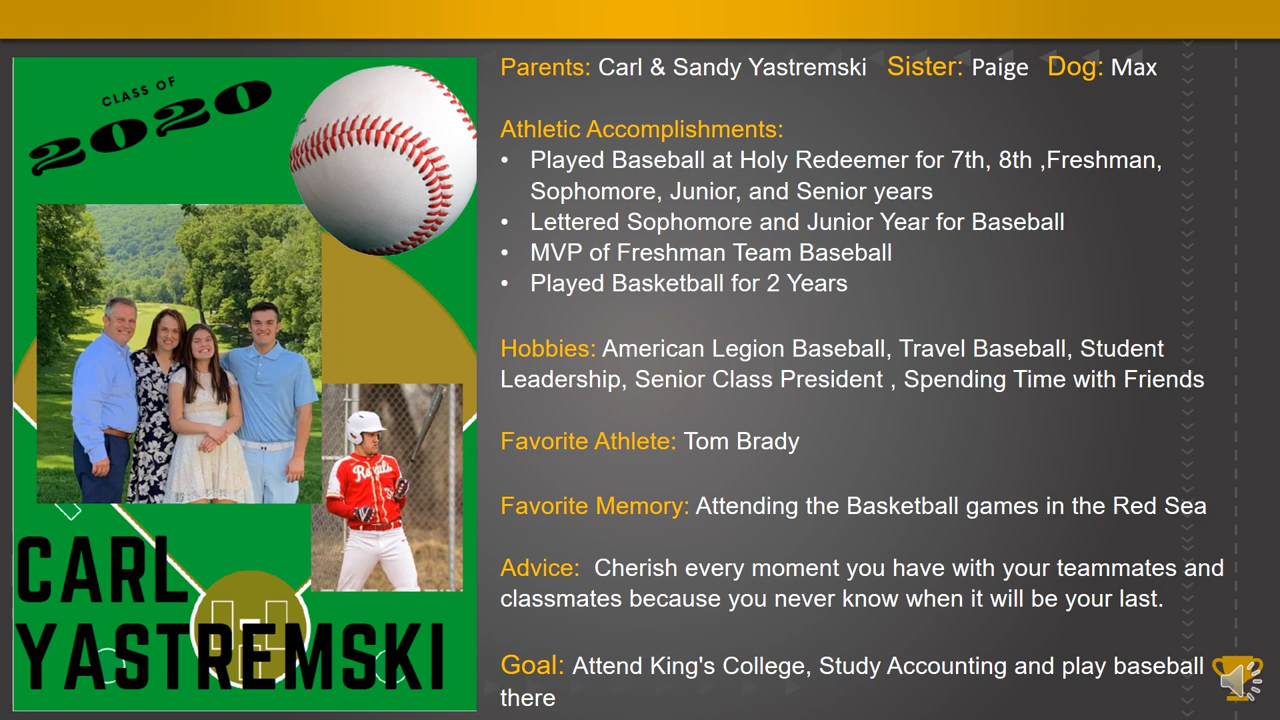 CLASS OF
2020
CARL
YASTREMSKI
Royals
Parents: Carl & Sandy Yastremski Sister: Paige Dog: Max
Athletic Accomplishments:
• Played Baseball at Holy Redeemer for 7th, 8th ,Freshman,
Sophomore, Junior, and Senior years
• Lettered Sophomore and Junior Year for Baseball
• MVP of Freshman Team Baseball
• Played Basketball for 2 Years
Hobbies: American Legion Baseball, Travel Baseball, Student
Leadership, Senior Class President , Spending Time with Friends
Favorite Athlete: Tom Brady
Favorite Memory: Attending the Basketball games in the Red Sea
Advice: Cherish every moment you have with your teammates and
classmates because you never know when it will be your last.
Goal: Attend King's College, Study Accounting and play baseball
there